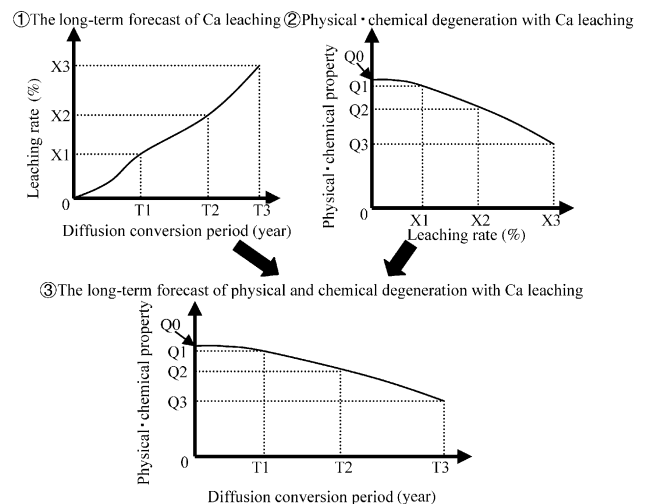 ①The long-term forecast of Ca leaching
Leaching rate (%)
X3
X2
X1
0
T1 T2 T3
Diffusion conversion period (year)
②Physical・chemical degeneration with Ca leaching
Physical・chemical property
Q0
Q1
Q2
Q3
0
X1 X2 X3
Leaching rate (%)
③The long-term forecast of physical and chemical degeneration with Ca leaching
Physical・chemical property
Q0
Q1
Q2
Q3
0
T1 T2 T3
Diffusion conversion period (year)